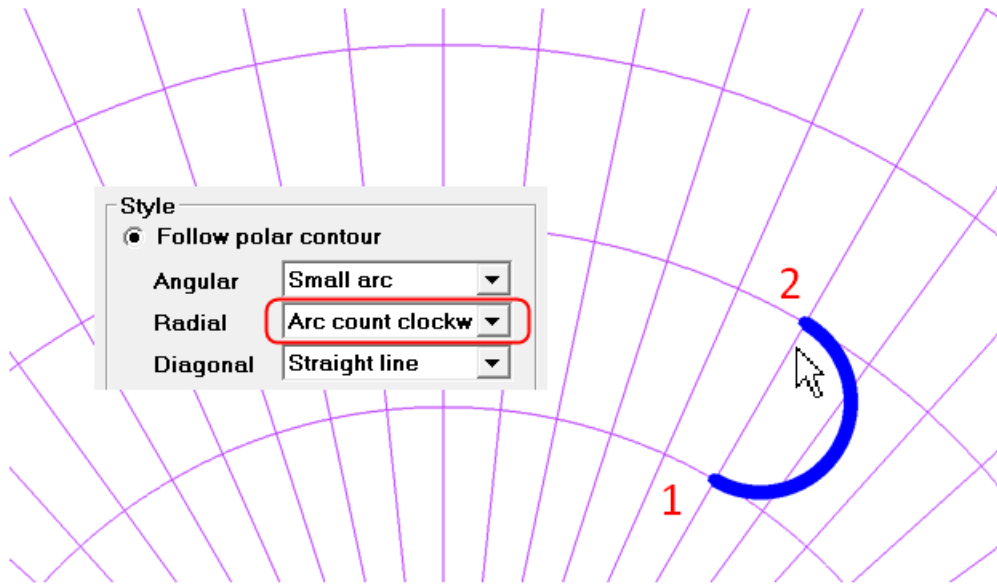 Style
Follow polar contour
Angular Small arc
Radial Arc count clockw
Diagonal Straight line
2
1